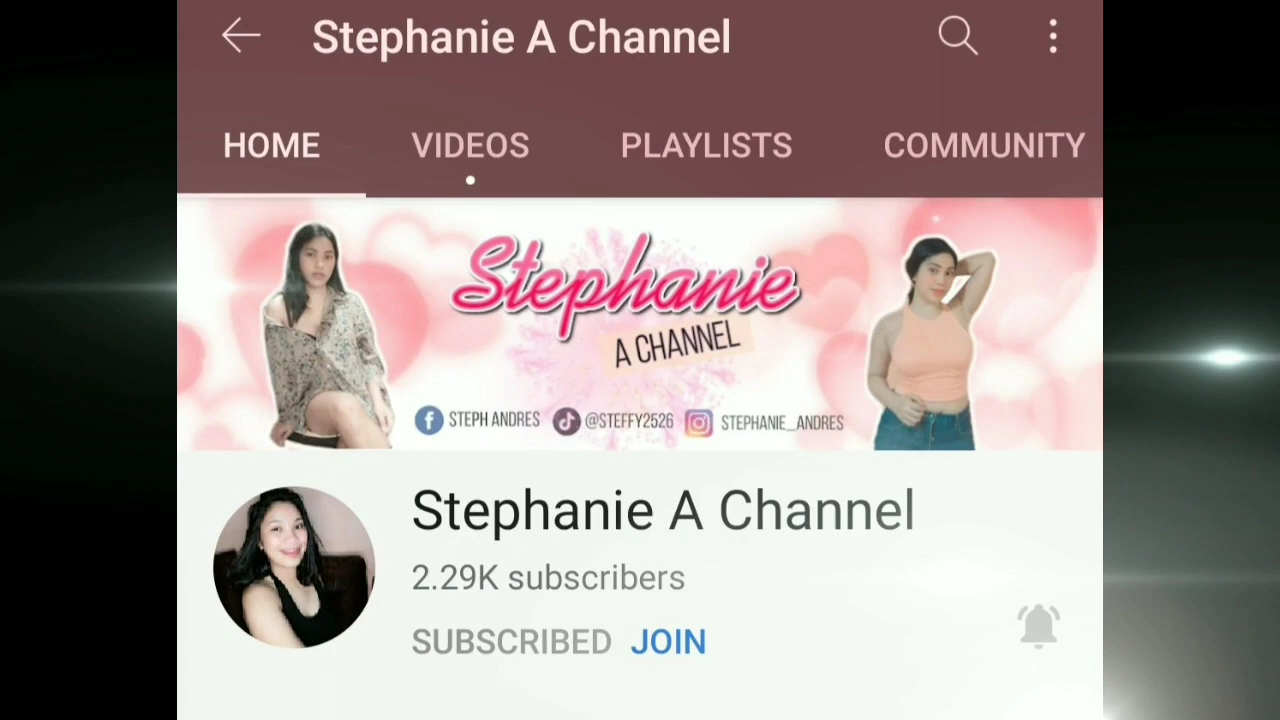 Stephanie A Channel
HOME VIDEOS PLAYLISTS COMMUNITY
Stephanie
A CHANNEL
STEPH ANDRES @STEFFY2526 STEPHANIE_ANDRES
Stephanie A Channel
2.29K subscribers
SUBSCRIBED JOIN